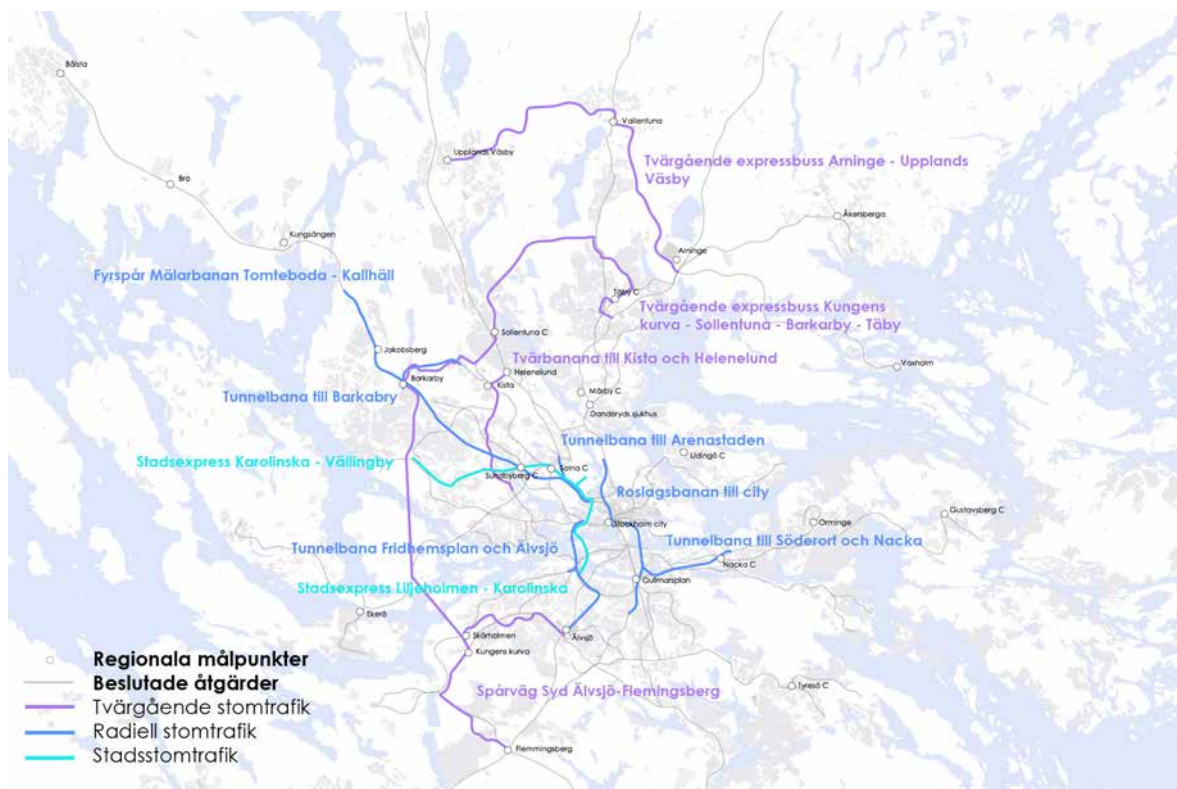 Bålsta
Vallentuna
Upplands Väsby
Tvärgående expressbuss Arninge - Upplands
Väsby
Bro
Åkersberga
Kungsängen
Arninge
Fyrspår Mälarbanan Tomteboda - Kallhäll
Täby C
Tvärgående expressbuss Kungens
kurva - Sollentuna - Barkarby - Täby
Sollentuna C
Jakobsberg
Tvärbanana till Kista och Helenelund
Helenelund
Vaxholm
Barkarby
Kista
Mörby C
Tunnelbana till Barkabry
Danderyds sjukhus
Tunnelbana till Arenastaden
Lidingö C
Stadsexpress Karolinska - Vällingby
Solna C
Sundbyberg C
Roslagsbanan till city
Gustavsberg C
Stockholm city
Orminge
Tunnelbana till Söderort och Nacka
Tunnelbana Fridhemsplan och Älvsjö
Nacka C
Gullmarsplan
Stadsexpress Liljeholmen - Karolinska
Ekerö
Skärholmen
Älvsjö
Kungens kurva
Regionala målpunkter
Beslutade åtgärder
Tvärgående stomtrafik
Radiell stomtrafik
Stadsstomtrafik
Spårväg Syd Älvsjö-Flemingsberg
Tyresö C
Flemmingsberg